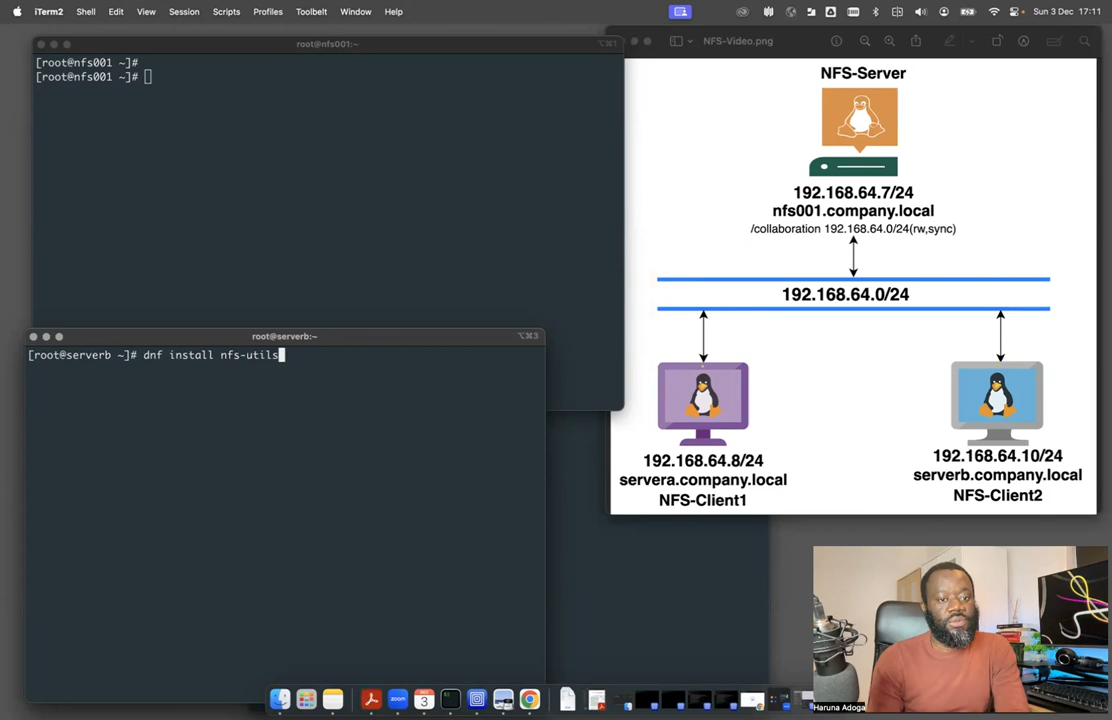 iTerm2 Shell Edit View Session Scripts Profiles Toolbelt Window Help
Sun 3 Dec 17:11
root@nfs001:~
⌥⌘1
[root@nfs001 ~]#
[root@nfs001 ~]#
NFS-Video.png
NFS-Server
192.168.64.7/24
nfs001.company.local
/collaboration 192.168.64.0/24(rw,sync)
192.168.64.0/24
root@serverb:~
⌥⌘3
[root@serverb ~]# dnf install nfs-utils
192.168.64.8/24
servera.company.local
NFS-Client1
192.168.64.10/24
serverb.company.local
NFS-Client2
zoom
3
Haruna Adoga